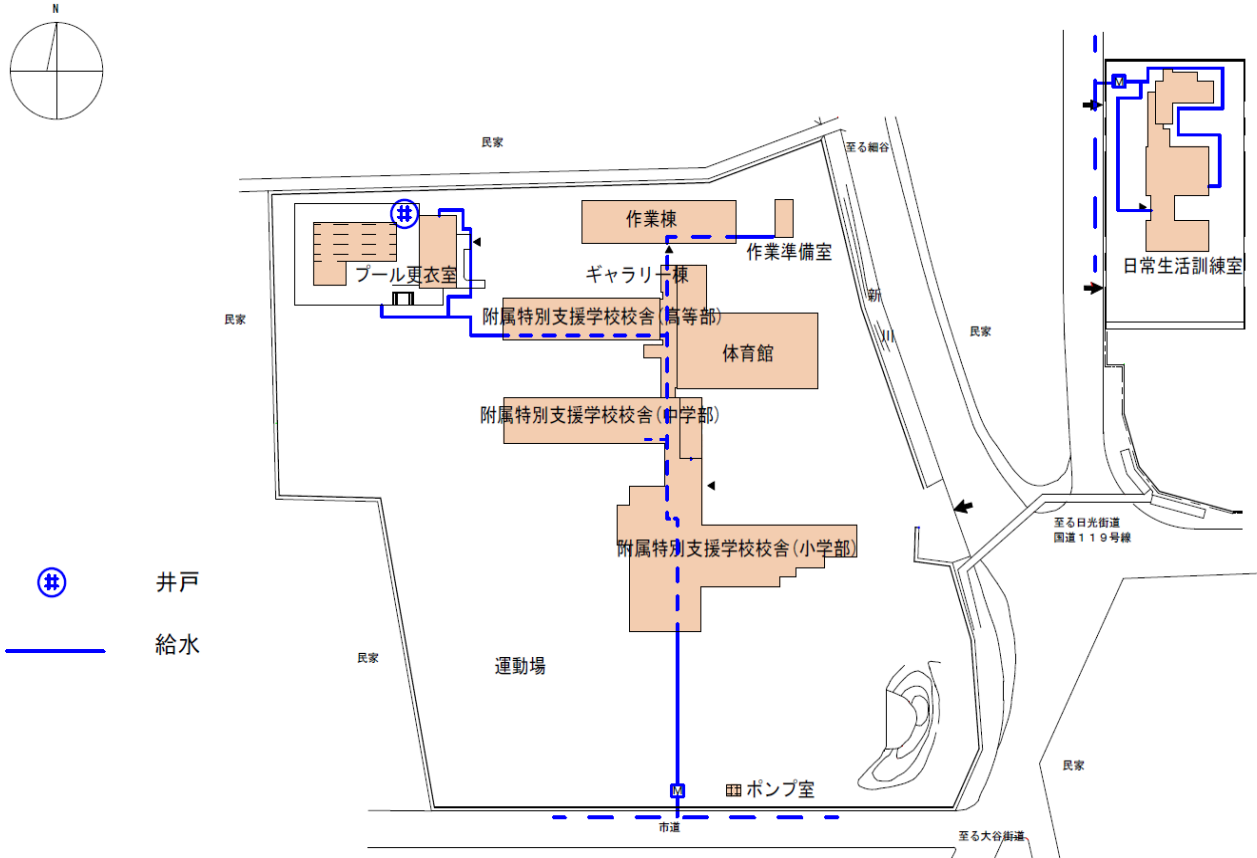 N
民家
至る細谷
M
作業棟
作業準備室
プール更衣室
ギャラリー棟
日常生活訓練室
新
川
民家
附属特別支援学校校舎(高等部)
民家
体育館
附属特別支援学校校舎(中学部)
至る日光街道
国道119号線
附属特別支援学校校舎(小学部)
井戸
給水
民家
運動場
民家
M
ポンプ室
市道
至る大谷街道